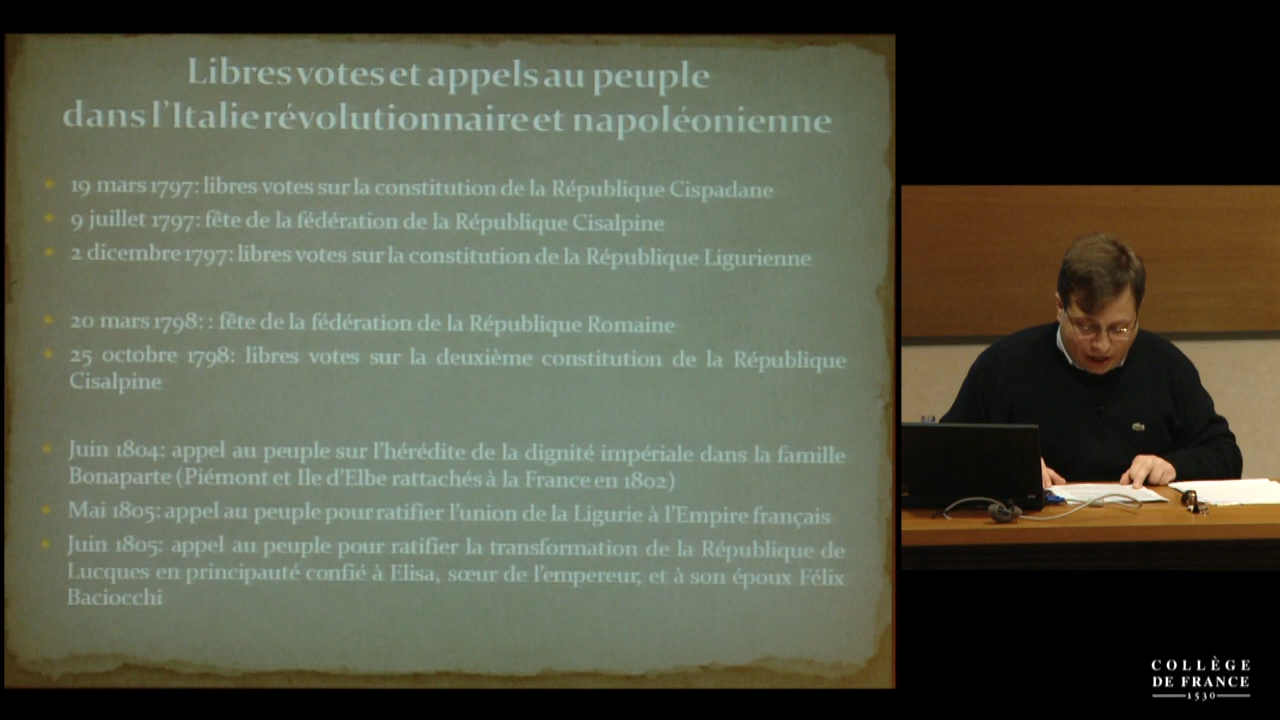 Libres votes et appels au peuple
dans l'Italie révolutionnaire et napoléonienne
19 mars 1797: libres votes sur la constitution de la République Cispadane
9 juillet 1797: fête de la fédération de la République Cisalpine
2 dicembre 1797: libres votes sur la constitution de la République Ligurienne
20 mars 1798: : fête de la fédération de la République Romaine
25 octobre 1798: libres votes sur la deuxième constitution de la République
Cisalpine
Juin 1804: appel au peuple sur l'hérédite de la dignité impériale dans la famille
Bonaparte (Piémont et Ile d'Elbe rattachés à la France en 1802)
Mai 1805: appel au peuple pour ratifier l'union de la Ligurie à l'Empire français
Juin 1805: appel au peuple pour ratifier la transformation de la République de
Lucques en principauté confié à Elisa, sœur de l'empereur, et à son époux Félix
Baciocchi
COLLÈGE
DE FRANCE
1530